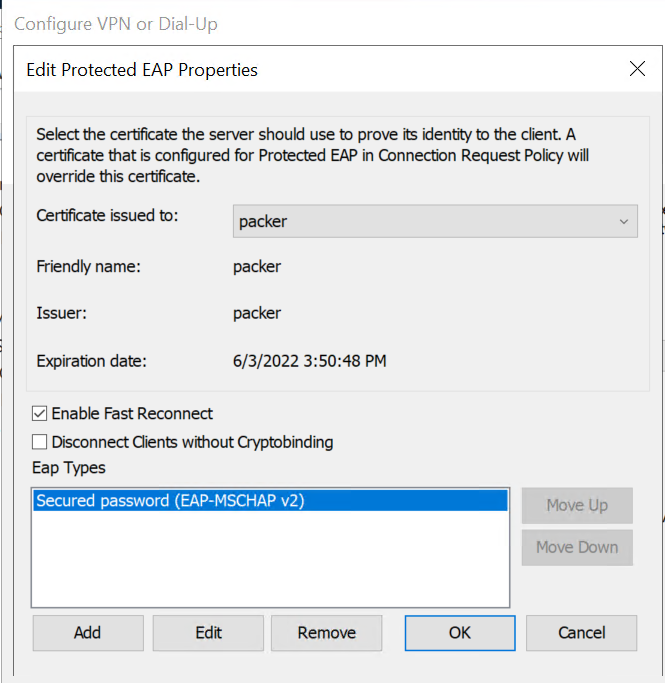 Configure VPN or Dial-Up
Edit Protected EAP Properties
Select the certificate the server should use to prove its identity to the client. A
certificate that is configured for Protected EAP in Connection Request Policy will
override this certificate.
Certificate issued to:
packer
Friendly name:
packer
Issuer:
packer
Expiration date:
6/3/2022 3:50:48 PM
Enable Fast Reconnect
Disconnect Clients without Cryptobinding
Eap Types
Secured password (EAP-MSCHAP v2)
Move Up
Move Down
Add
Edit
Remove
OK
Cancel